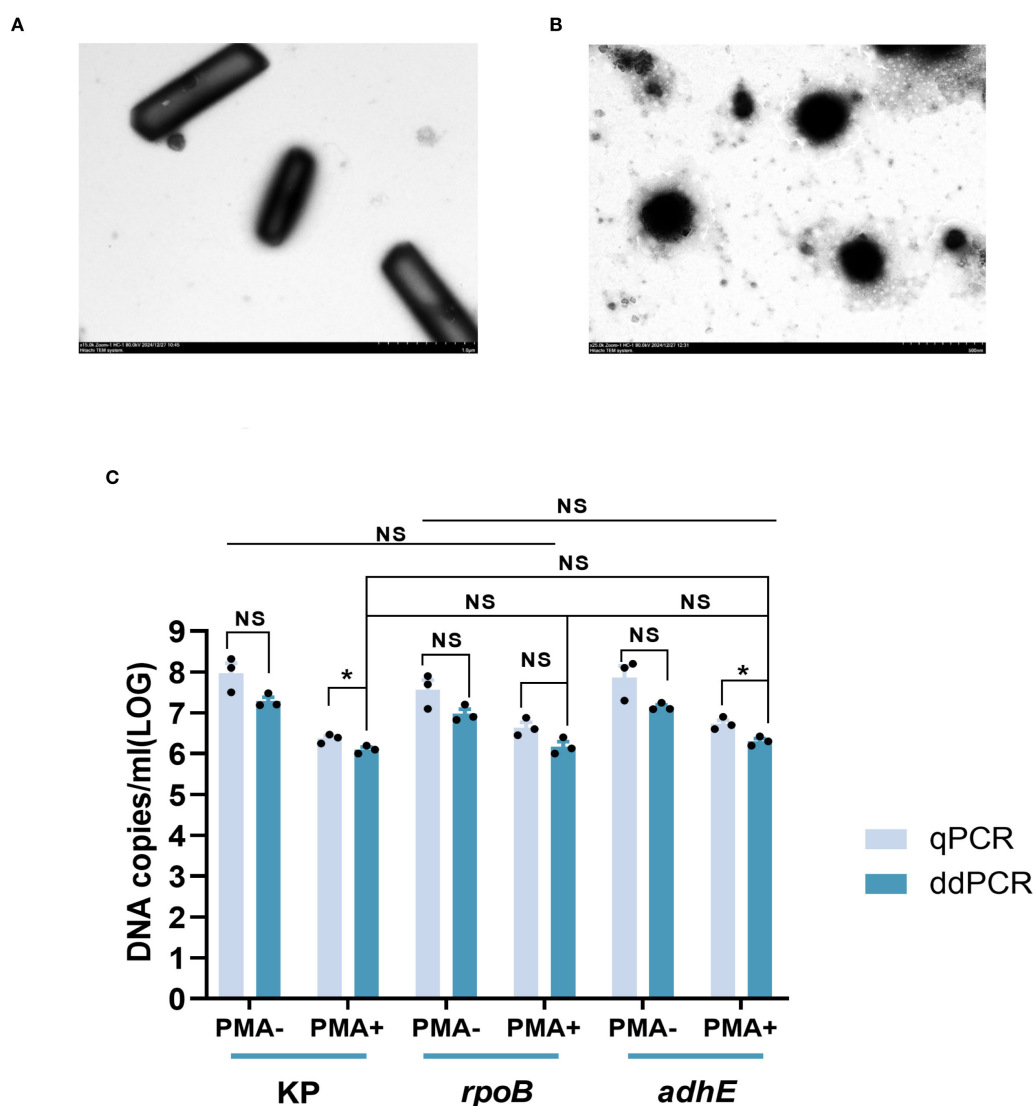 A
B
x15.0k Zoom-1 HC-1 80.0kV 2024/12/27 10:45
Hitachi TEM system.
1.0µm
x25.0k Zoom-1 HC-1 80.0kV 2024/12/27 12:31
Hitachi TEM system.
500nm
C
NS
NS
NS
NS
NS
NS
*
NS
NS
NS
*
DNA copies/ml(LOG)
9
8
7
6
5
4
3
2
1
0
qPCR
ddPCR
PMA- PMA+ PMA- PMA+ PMA- PMA+
KP rpoB adhE